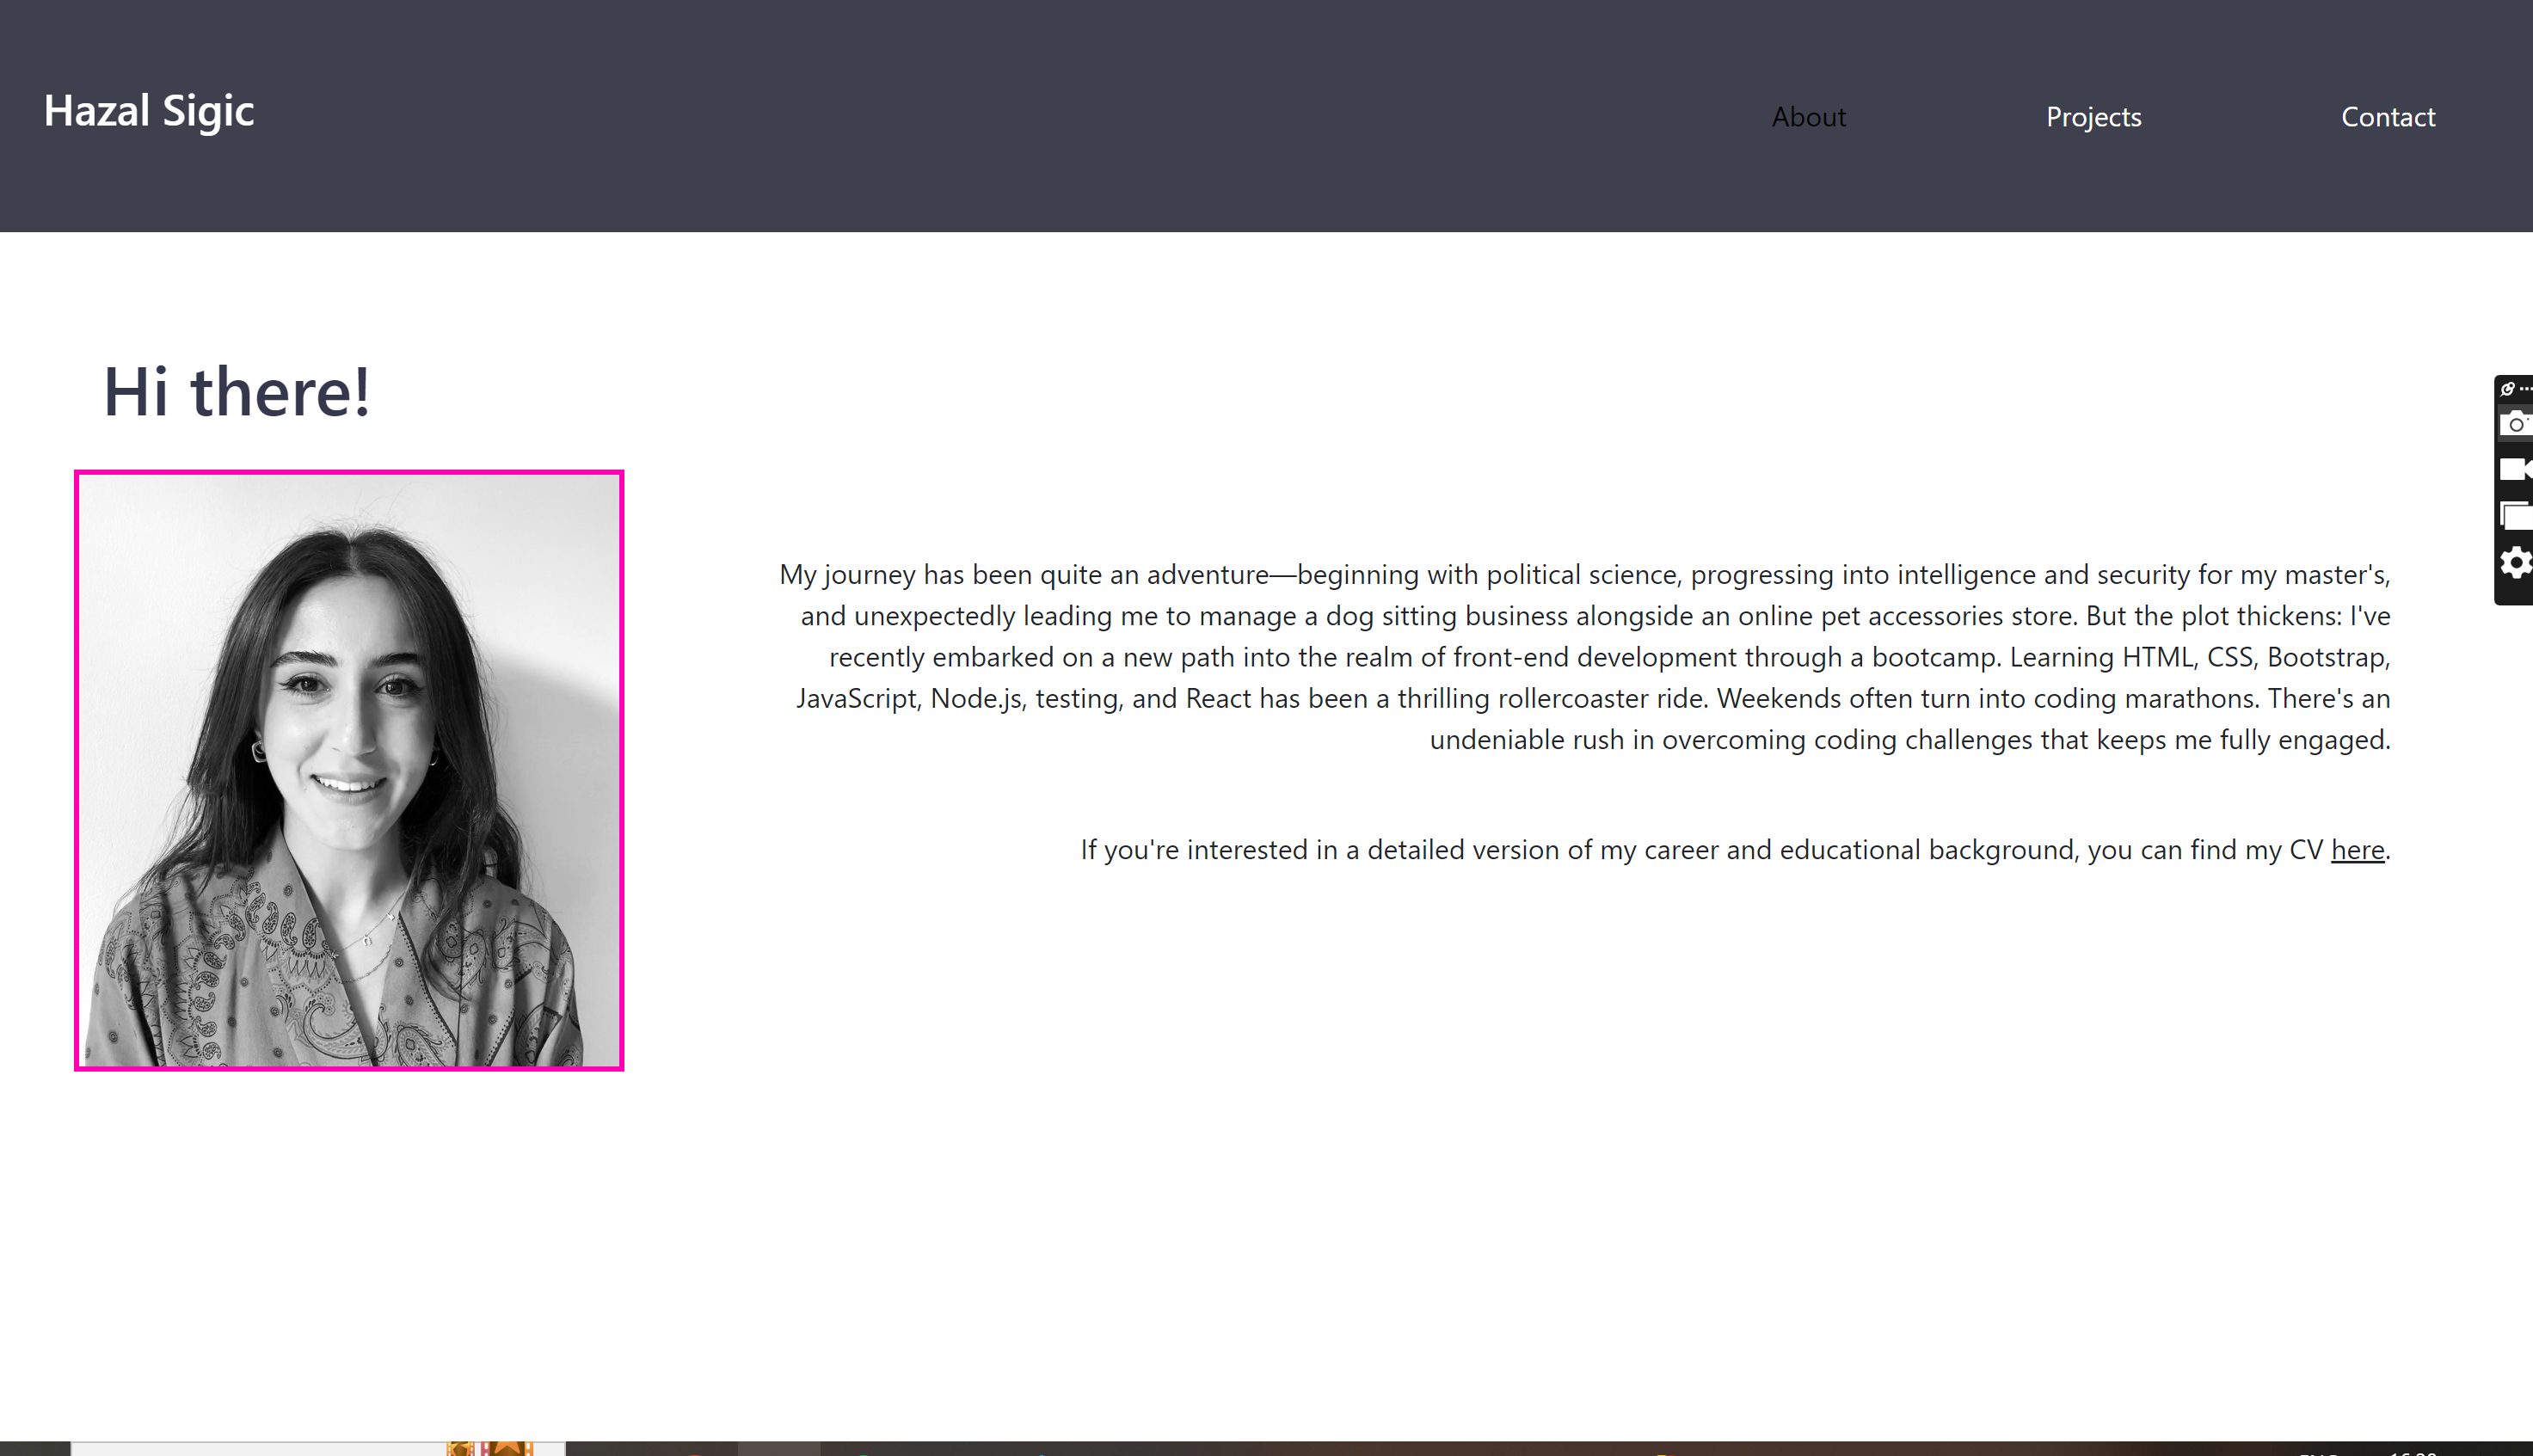 Hazal Sigic
About
Projects
Contact
Hi there!
My journey has been quite an adventure—beginning with political science, progressing into intelligence and security for my master's,
and unexpectedly leading me to manage a dog sitting business alongside an online pet accessories store. But the plot thickens: I've
recently embarked on a new path into the realm of front-end development through a bootcamp. Learning HTML, CSS, Bootstrap,
JavaScript, Node.js, testing, and React has been a thrilling rollercoaster ride. Weekends often turn into coding marathons. There's an
undeniable rush in overcoming coding challenges that keeps me fully engaged.
If you're interested in a detailed version of my career and educational background, you can find my CV here.